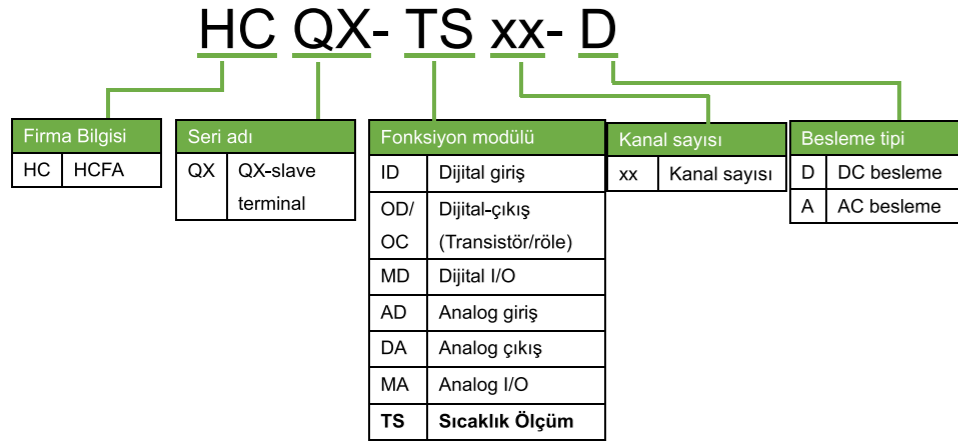 HC QX- TS xx- D
Firma Bilgisi
HC HCFA
Seri adı
QX QX-slave
terminal
Fonksiyon modülü
ID Dijital giriş
OD/ Dijital-çıkış
OC (Transistör/röle)
MD Dijital I/O
AD Analog giriş
DA Analog çıkış
MA Analog I/O
TS Sıcaklık Ölçüm
Kanal sayısı
xx Kanal sayısı
Besleme tipi
D DC besleme
A AC besleme